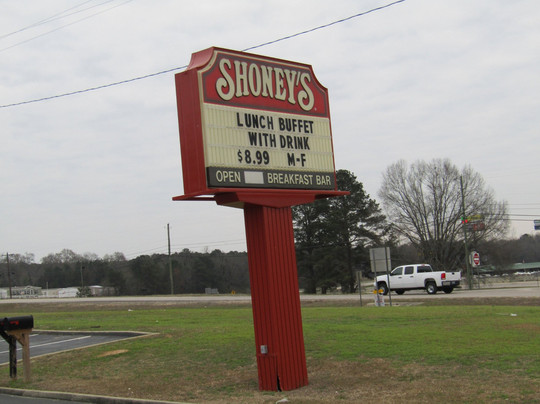 SHONEY'S
LUNCH BUFFET
WITH DRINK
$8.99 M-F
OPEN BREAKFAST BAR